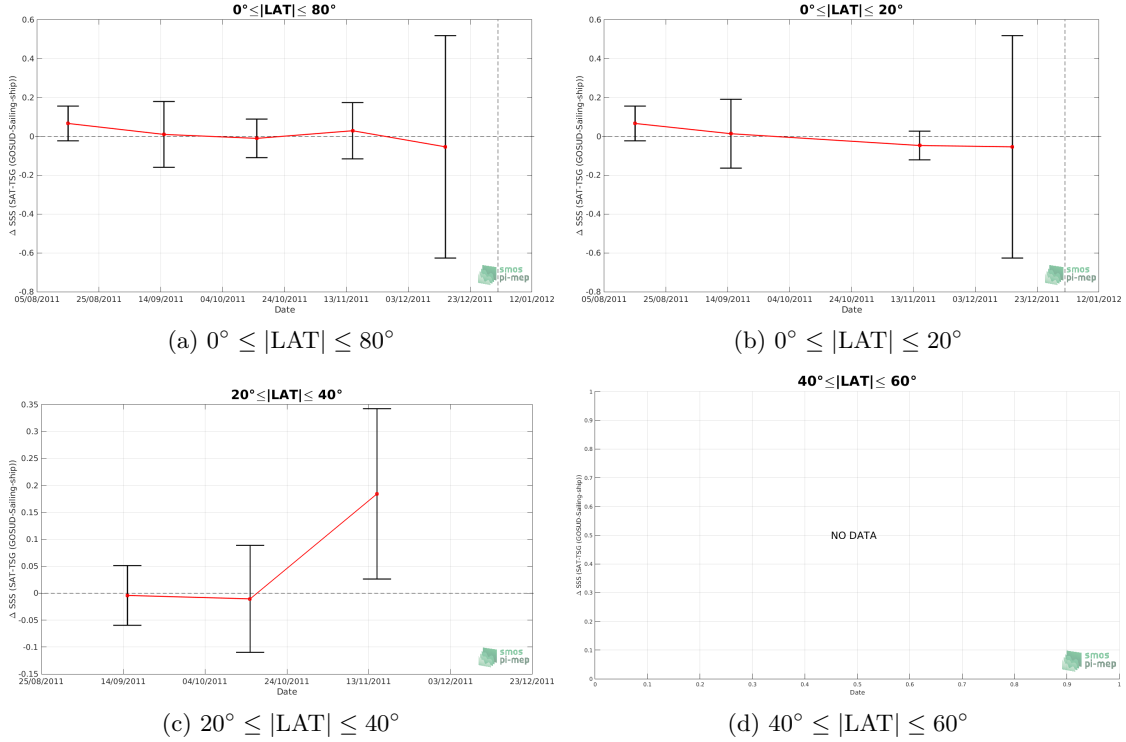 0°≤|LAT|≤ 80°
Δ SSS (SAT-TSG (GOSUD-Sailing-ship))
0.6
0.4
0.2
0
-0.2
-0.4
-0.6
-0.8
05/08/2011 25/08/2011 14/09/2011 04/10/2011 24/10/2011 13/11/2011 03/12/2011 23/12/2011 12/01/2012
Date
smos
pi-mep
(a) 0° ≤ |LAT| ≤ 80°
0°≤|LAT|≤ 20°
Δ SSS (SAT-TSG (GOSUD-Sailing-ship))
0.6
0.4
0.2
0
-0.2
-0.4
-0.6
-0.8
05/08/2011 25/08/2011 14/09/2011 04/10/2011 24/10/2011 13/11/2011 03/12/2011 23/12/2011 12/01/2012
Date
smos
pi-mep
(b) 0° ≤ |LAT| ≤ 20°
20°≤|LAT|≤ 40°
Δ SSS (SAT-TSG (GOSUD-Sailing-ship))
0.35
0.3
0.25
0.2
0.15
0.1
0.05
0
-0.05
-0.1
-0.15
25/08/2011 14/09/2011 04/10/2011 24/10/2011 13/11/2011 03/12/2011 23/12/2011
Date
smos
pi-mep
(c) 20° ≤ |LAT| ≤ 40°
40°≤|LAT|≤ 60°
Δ SSS (SAT-TSG (GOSUD-Sailing-ship))
1
0.9
0.8
0.7
0.6
0.5
0.4
0.3
0.2
0.1
0
NO DATA
0 0.1 0.2 0.3 0.4 0.5 0.6 0.7 0.8 0.9 1
Date
smos
pi-mep
(d) 40° ≤ |LAT| ≤ 60°